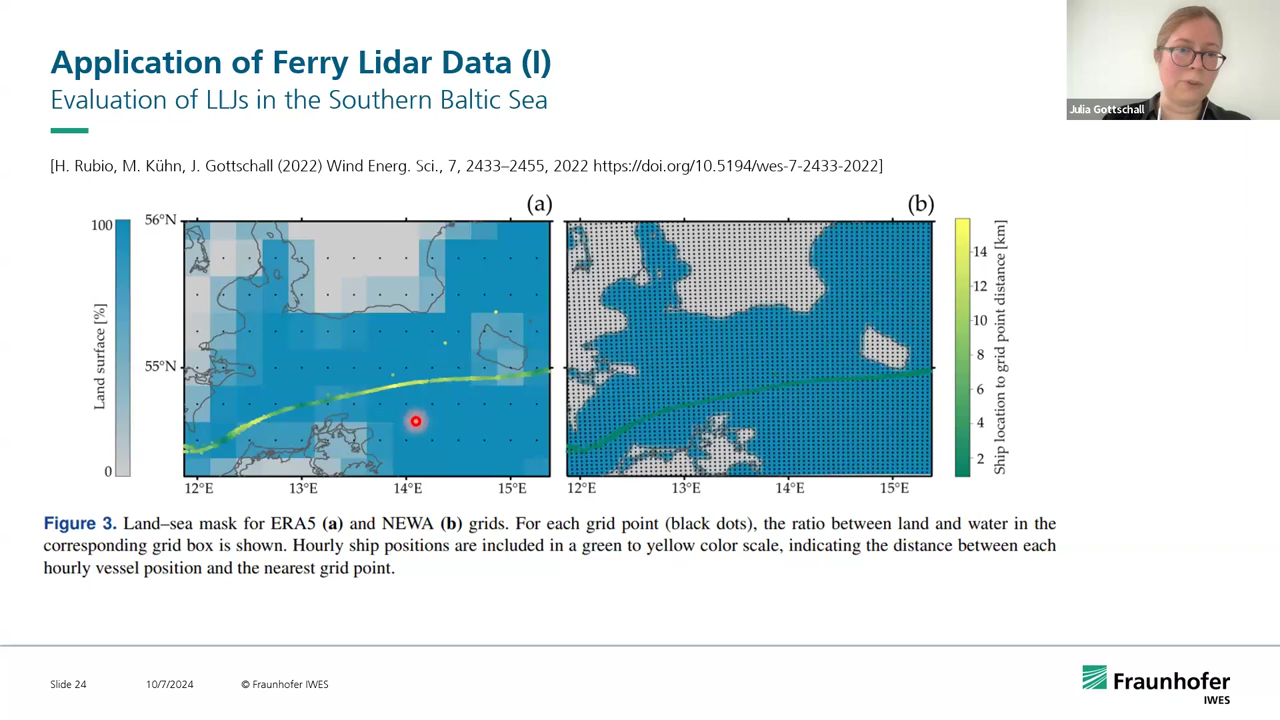 Application of Ferry Lidar Data (I)
Evaluation of LLJs in the Southern Baltic Sea
Julia Gottschall
[H. Rubio, M. Kühn, J. Gottschall (2022) Wind Energ. Sci., 7, 2433–2455, 2022 https://doi.org/10.5194/wes-7-2433-2022]
(a)
(b)
100
0
Land surface [%]
56°N
55°N
12°E
13°E
14°E
15°E
12°E
13°E
14°E
15°E
14
12
10
8
6
4
2
Ship location to grid point distance [km]
Figure 3. Land–sea mask for ERA5 (a) and NEWA (b) grids. For each grid point (black dots), the ratio between land and water in the
corresponding grid box is shown. Hourly ship positions are included in a green to yellow color scale, indicating the distance between each
hourly vessel position and the nearest grid point.
Slide 24
10/7/2024
© Fraunhofer IWES
Fraunhofer
IWES